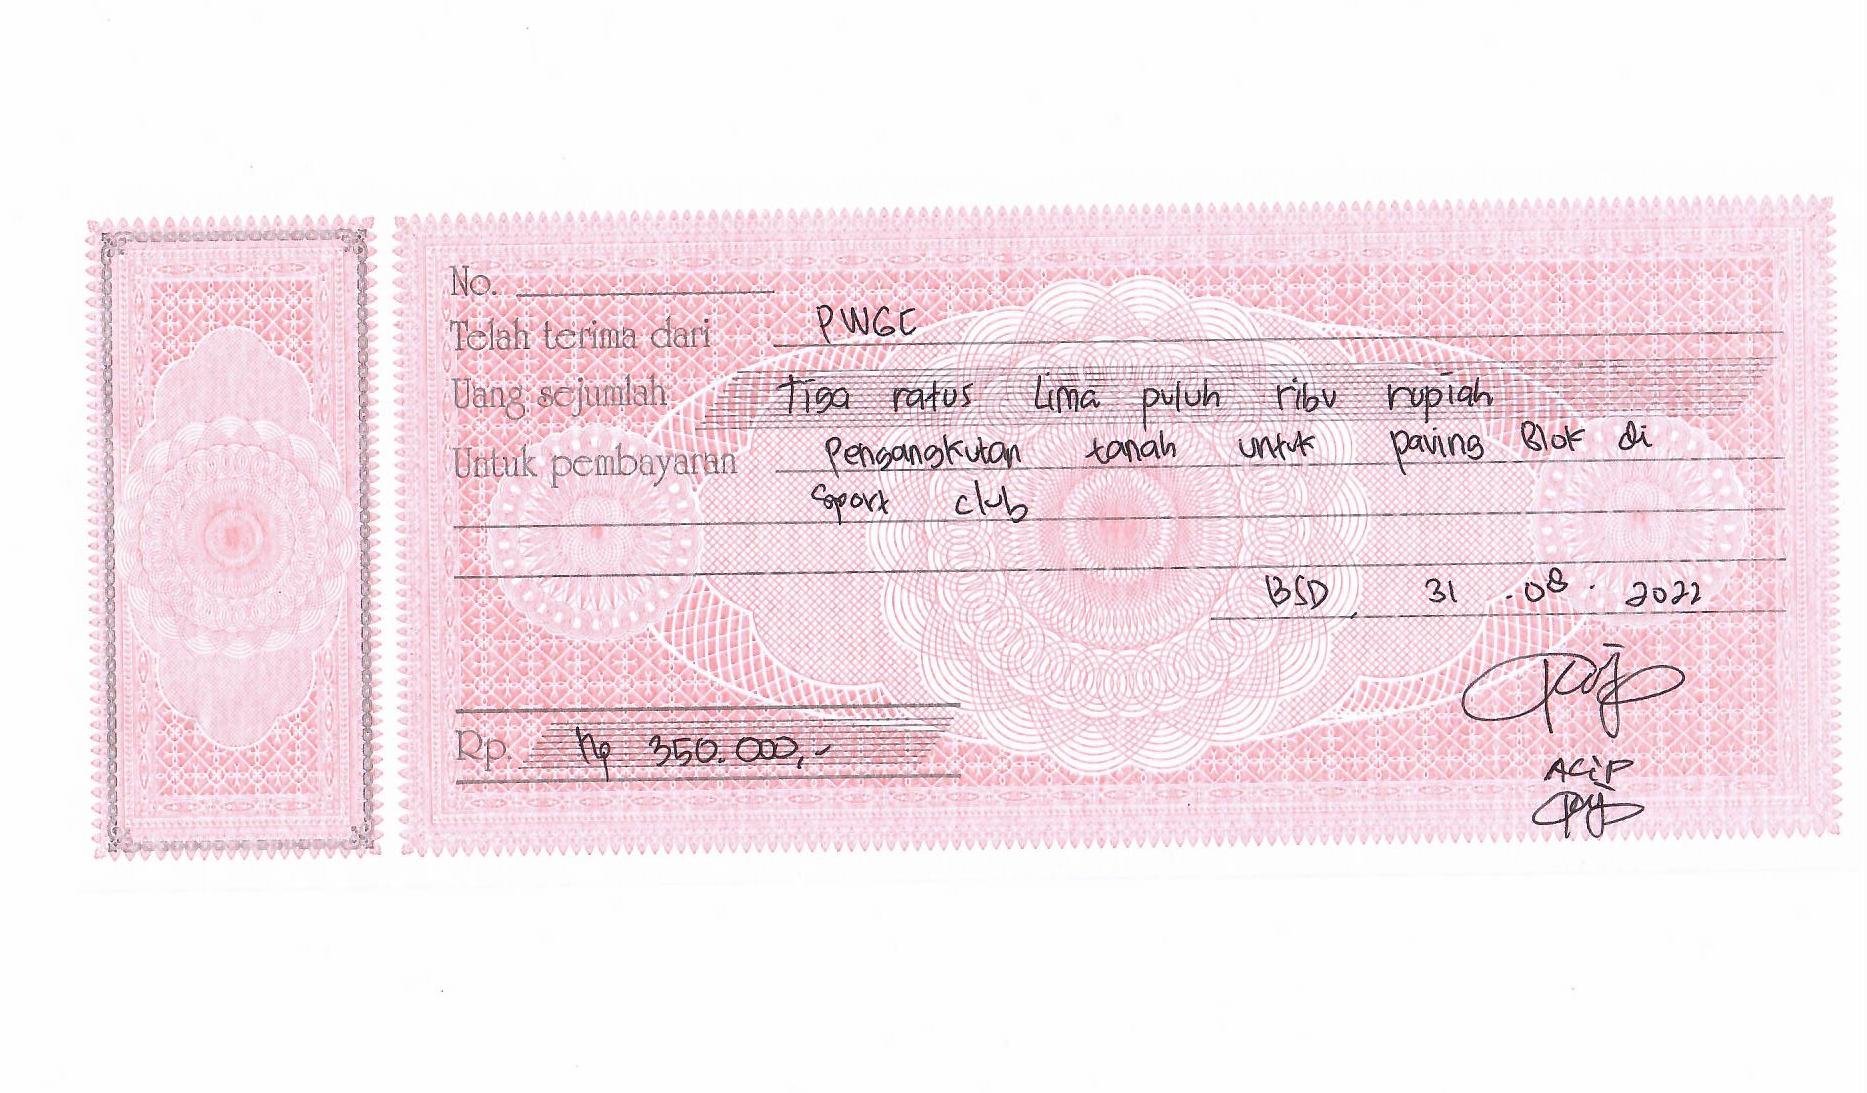 No.
Telah terima dari PWGC
Uang sejumlah Tiga ratus Lima puluh ribu rupiah
Untuk pembayaran Pengangkutan tanah untuk paving Blok di
Sport club
BSD, 31 - 08 - 2022
Rp. Rp 350.000,-
ACiP